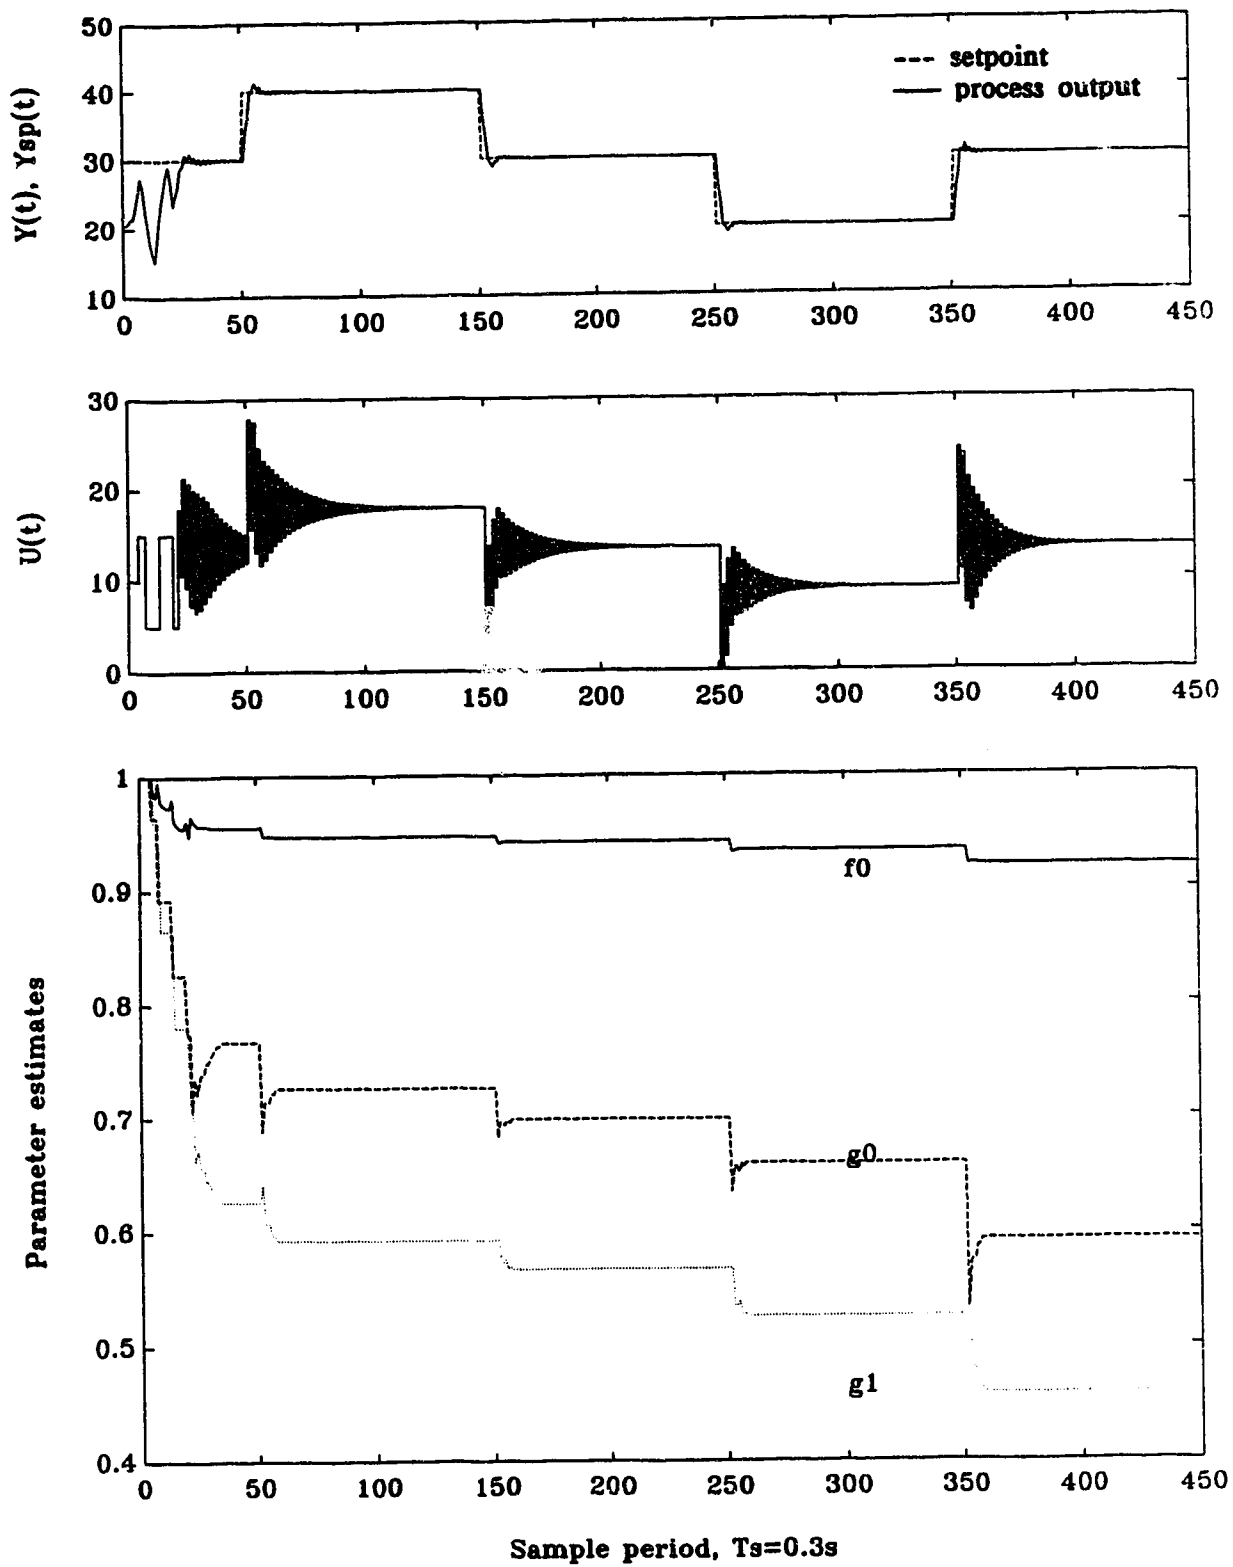 50
40
30
20
10
Y(t), Ysp(t)
setpoint
process output
0 50 100 150 200 250 300 350 400 450
30
20
10
0
U(t)
0 50 100 150 200 250 300 350 400 450
1
0.9
0.8
0.7
0.6
0.5
0.4
Parameter estimates
f0
g0
g1
0 50 100 150 200 250 300 350 400 450
Sample period, Ts=0.3s